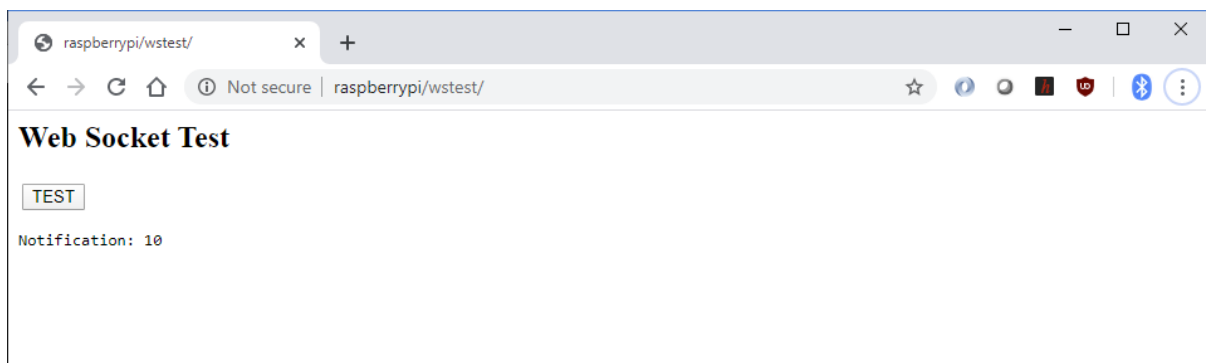 raspberrypi/wstest/
Not secure | raspberrypi/wstest/
Web Socket Test
TEST
Notification: 10